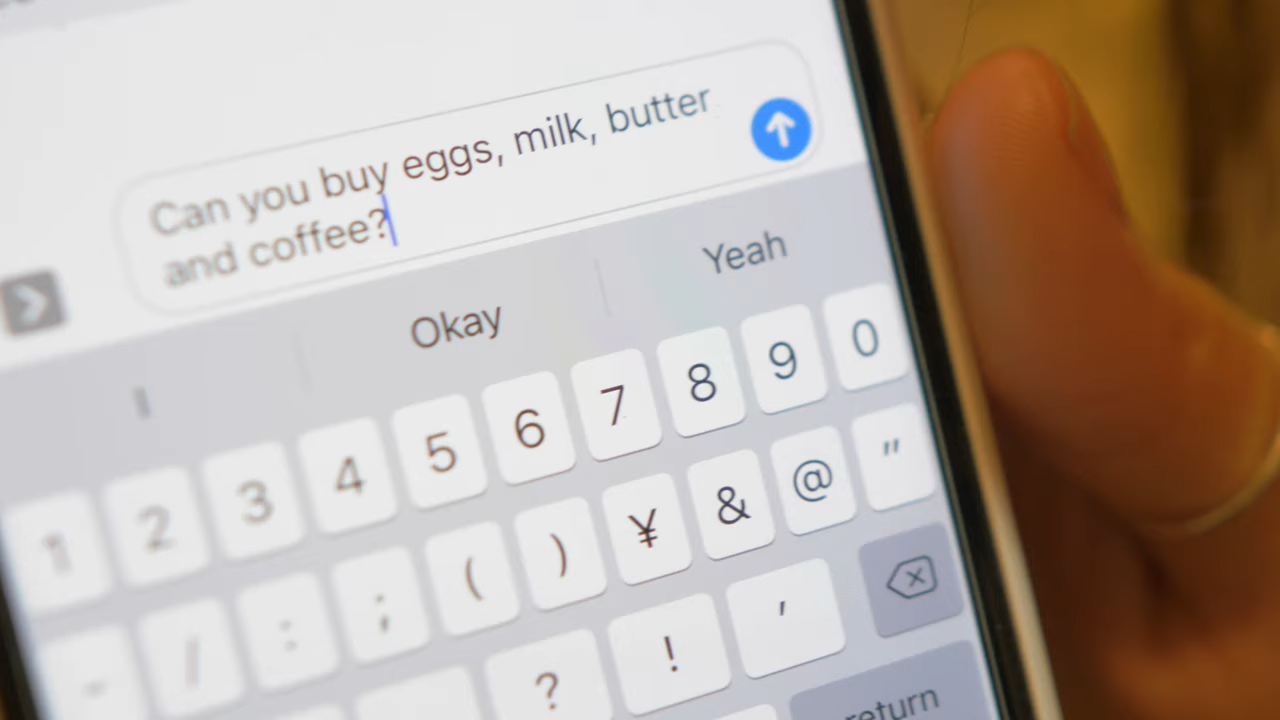 Can you buy eggs, milk, butter
and coffee?
I Okay Yeah
1 2 3 4 5 6 7 8 9 0
- / : ; ( ) ¥ & @ "
? ! '
return